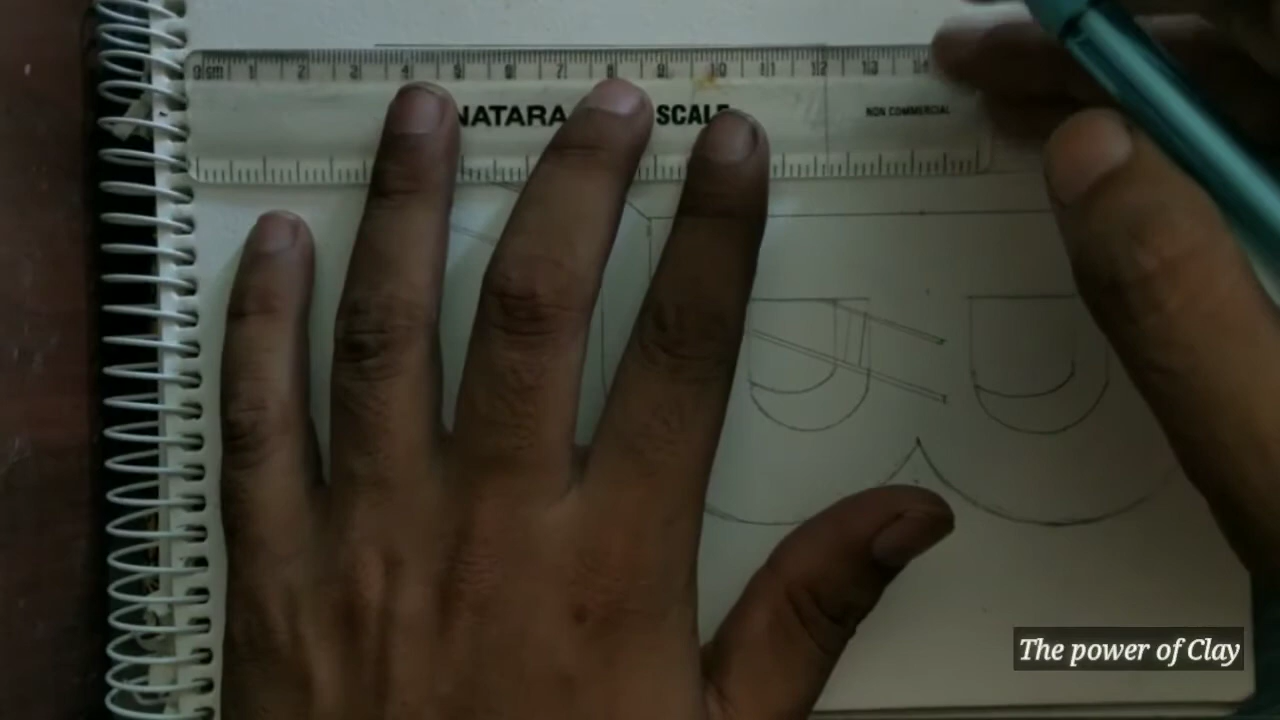 0 cm 1 2 3 4 5 6 7 8 9 10 11 12 13 14
NATARA SCALE
NON COMMERCIAL
The power of Clay